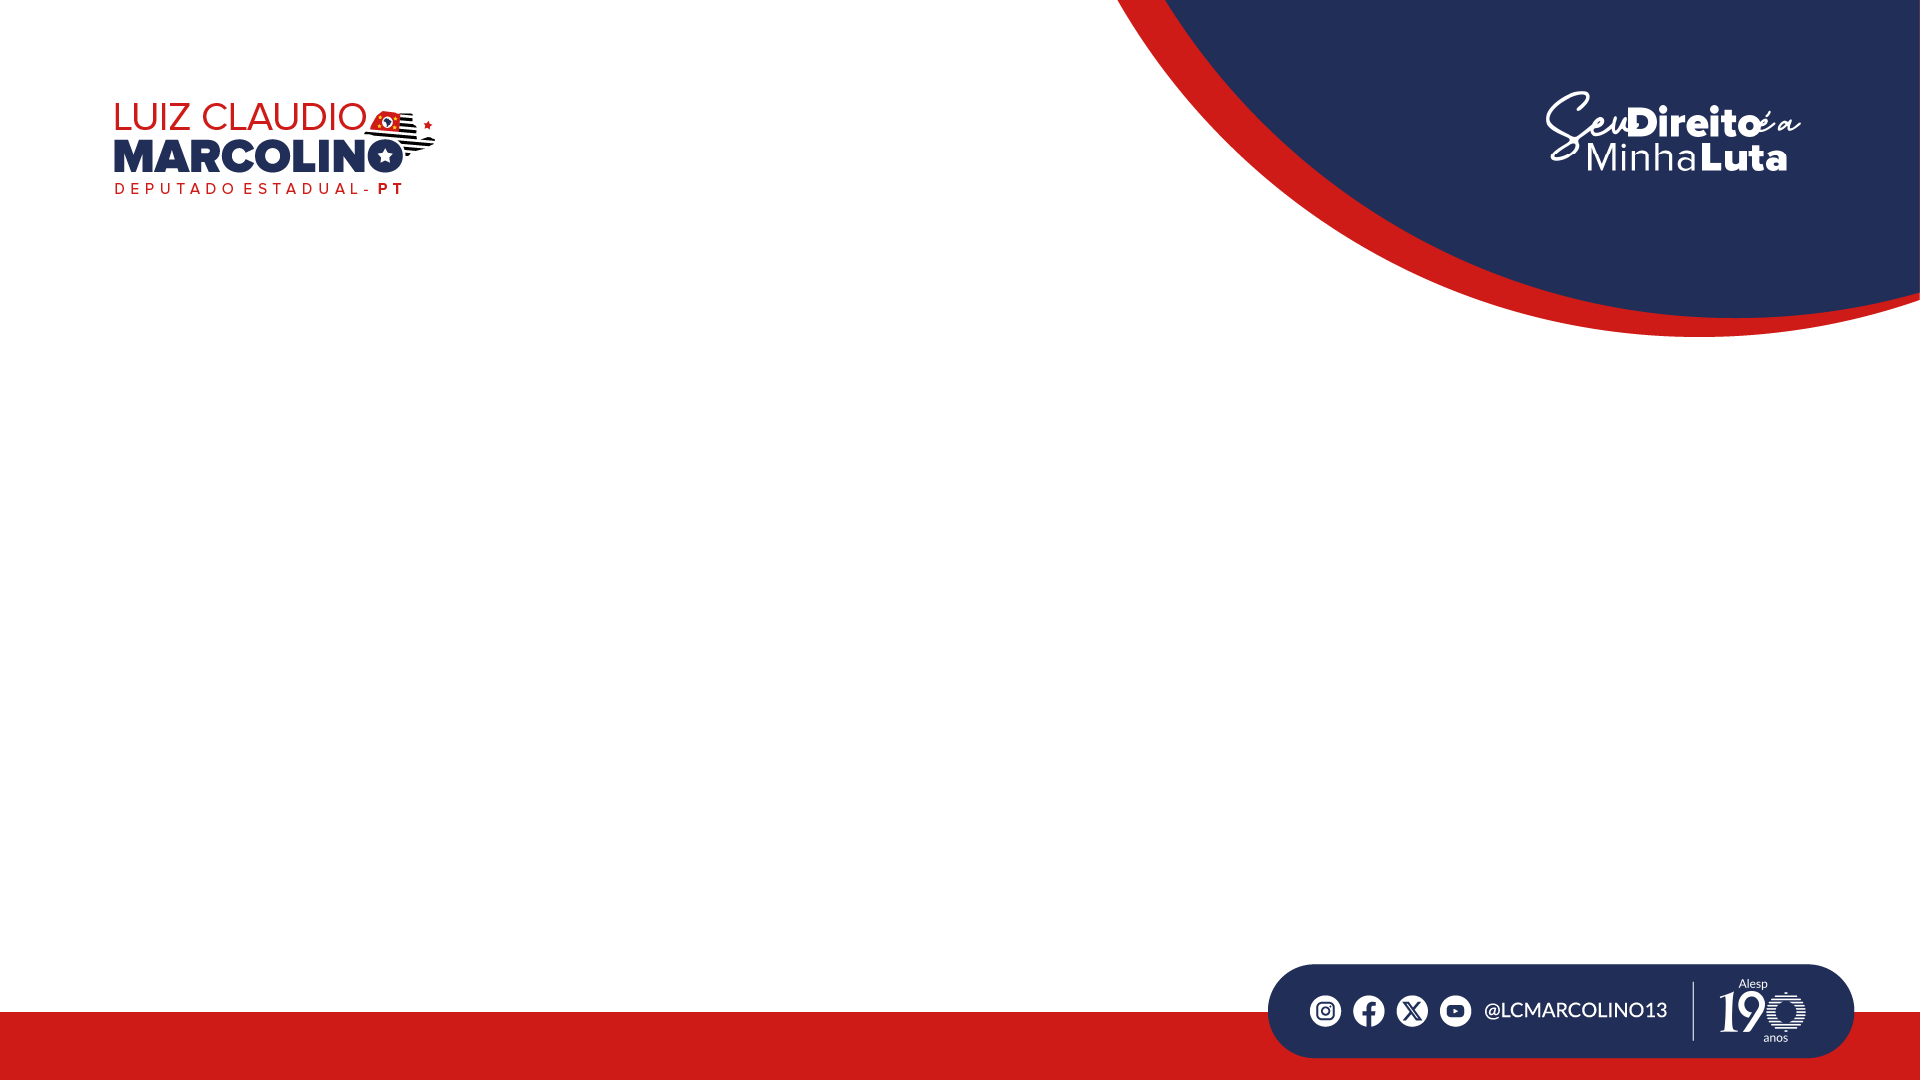 LUIZ CLAUDIO
MARCOLINO
DEPUTADO ESTADUAL - PT
Seu Direito é a
Minha Luta
@LCMARCOLINO13
Alesp
190
anos